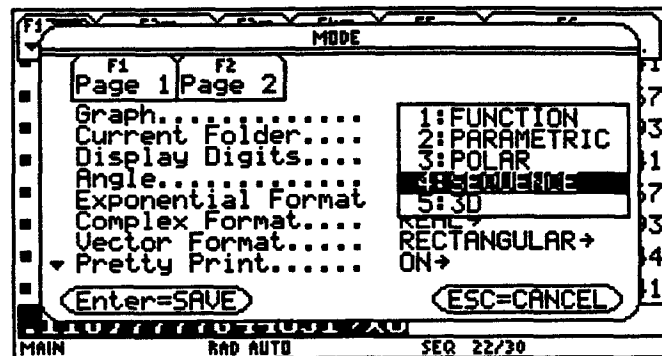 MODE
F1 F2
Page 1 Page 2
Graph..............
Current Folder....
Display Digits....
Angle..............
Exponential Format
Complex Format....
Vector Format......
Pretty Print......
1:FUNCTION
2:PARAMETRIC
3:POLAR
4:SEQUENCE
5:3D
REAL→
RECTANGULAR→
ON→
Enter=SAVE ESC=CANCEL
MAIN RAD AUTO SEQ 22/30